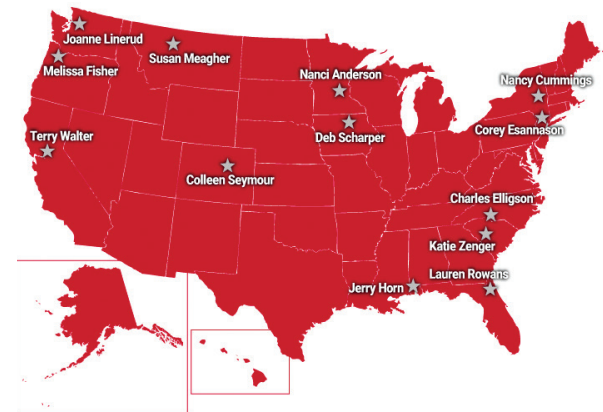 Joanne Linerud
Susan Meagher
Melissa Fisher
Nanci Anderson
Nancy Cummings
Terry Walter
Deb Scharper
Corey Esannason
Colleen Seymour
Charles Elligson
Katie Zenger
Lauren Rowans
Jerry Horn